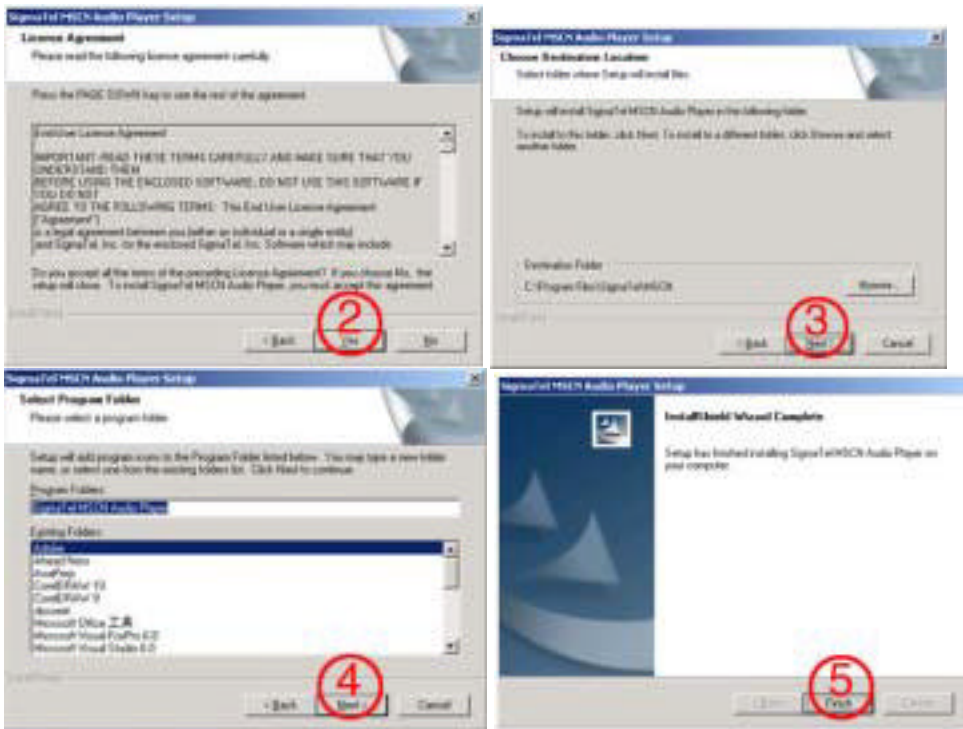 SigmaTel MSCN Audio Player Setup
License Agreement
Please read the following license agreement carefully.
Press the PAGE DOWN key to see the rest of the agreement.
End User License Agreement
IMPORTANT-READ THESE TERMS CAREFULLY AND MAKE SURE THAT YOU
UNDERSTAND THEM
BEFORE USING THE ENCLOSED SOFTWARE, DO NOT USE THIS SOFTWARE IF
YOU DO NOT
AGREE TO THE FOLLOWING TERMS: This End User License Agreement
("Agreement")
is a legal agreement between you (either an individual or a single entity)
and SigmaTel, Inc. for the enclosed SigmaTel, Inc. Software which may include
Do you accept all the terms of the preceding License Agreement? If you choose No, the
setup will close. To install SigmaTel MSCN Audio Player, you must accept this agreement.
2
< Back
Yes
No
SigmaTel MSCN Audio Player Setup
Choose Destination Location
Select folder where Setup will install files.
Setup will install SigmaTel MSCN Audio Player in the following folder.
To install to this folder, click Next. To install to a different folder, click Browse and select
another folder.
Destination Folder
C:\Program Files\SigmaTel\MSCN
Browse...
3
< Back
Next >
Cancel
SigmaTel MSCN Audio Player Setup
Select Program Folder
Please select a program folder.
Setup will add program icons to the Program Folder listed below. You may type a new folder
name, or select one from the existing folders list. Click Next to continue.
Program Folders:
SigmaTel MSCN Audio Player
Existing Folders:
Adobe
Ahead Nero
CorelDRAW 10
CorelDRAW 9
Microsoft Office 工具
Microsoft Visual FoxPro 6.0
Microsoft Visual Studio 6.0
4
< Back
Next >
Cancel
SigmaTel MSCN Audio Player Setup
InstallShield Wizard Complete
Setup has finished installing SigmaTel MSCN Audio Player on
your computer.
5
< Back
Finish
Cancel